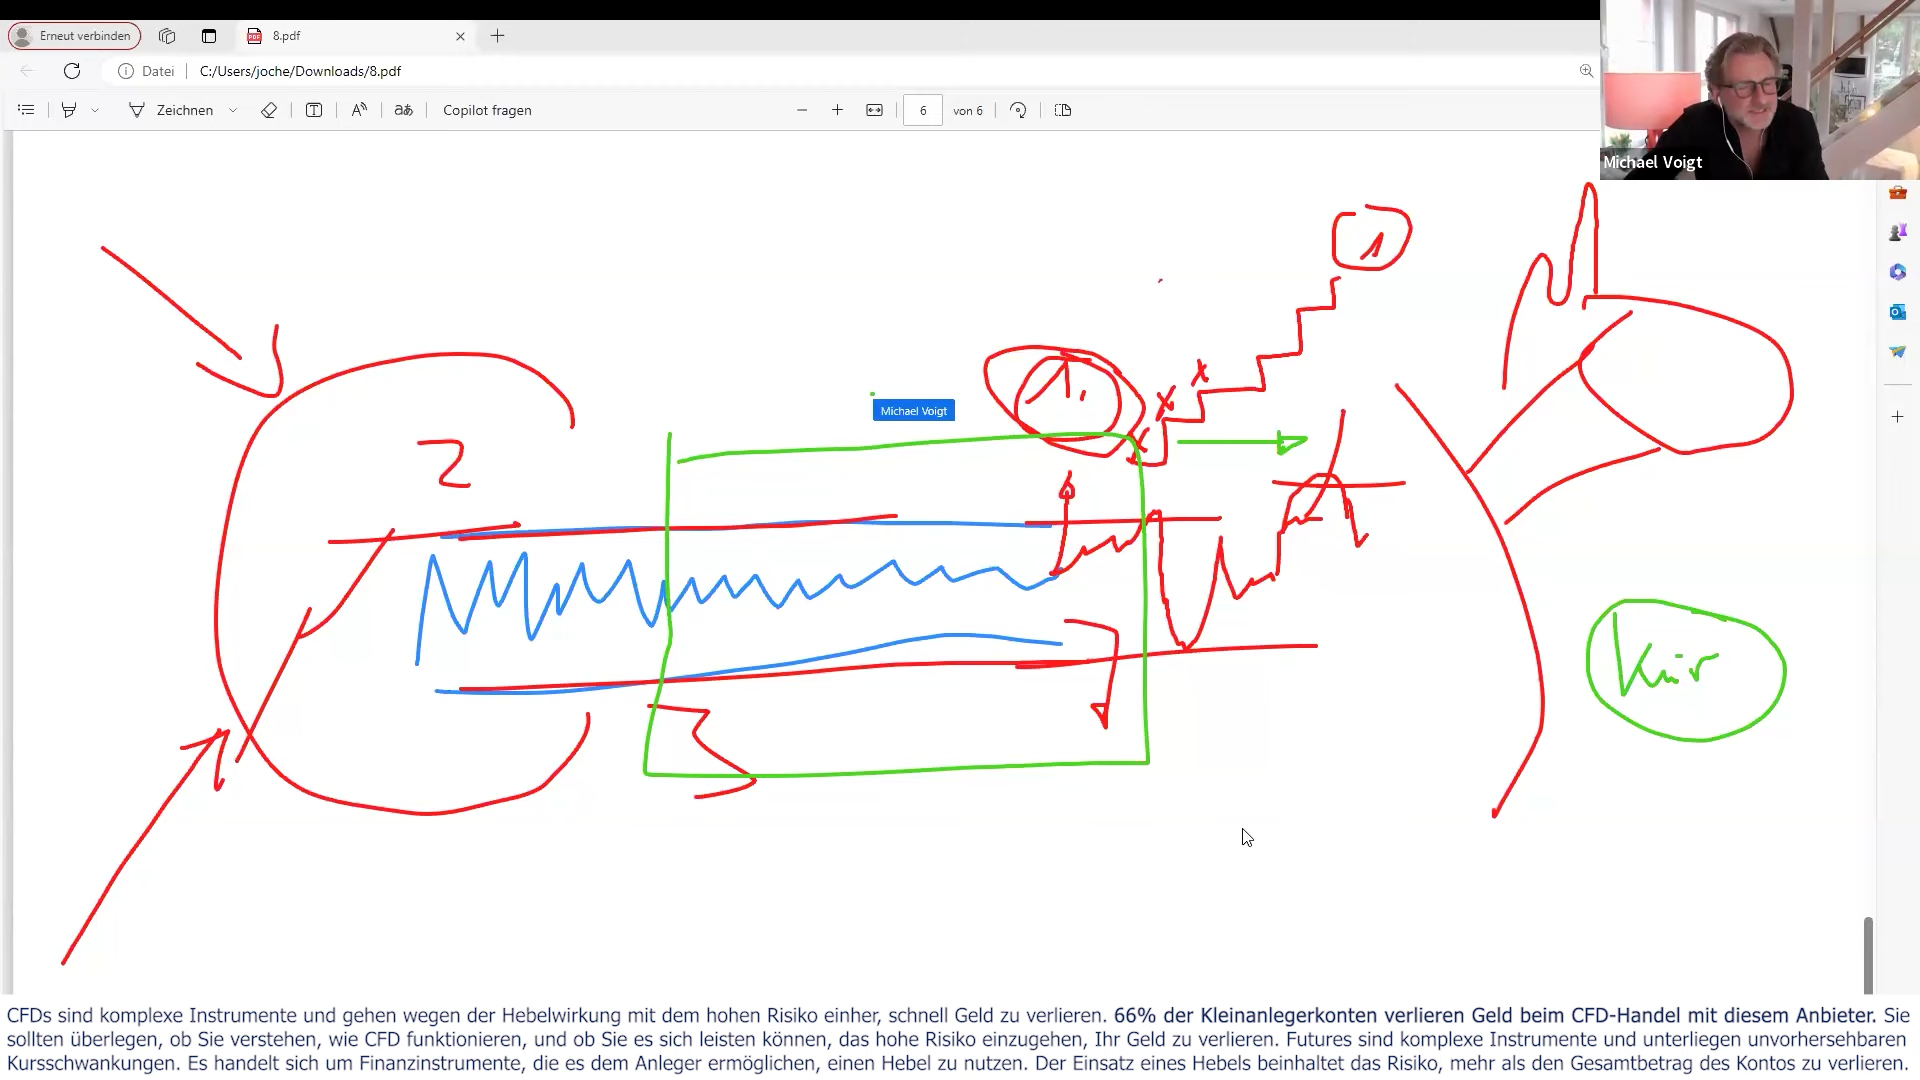 Erneut verbinden
8.pdf
Datei
C:/Users/joche/Downloads/8.pdf
Zeichnen
aあ
Copilot fragen
6
von 6
Michael Voigt
1
1.
Michael Voigt
2
Kür
3
CFDs sind komplexe Instrumente und gehen wegen der Hebelwirkung mit dem hohen Risiko einher, schnell Geld zu verlieren. 66% der Kleinanlegerkonten verlieren Geld beim CFD-Handel mit diesem Anbieter. Sie
sollten überlegen, ob Sie verstehen, wie CFD funktionieren, und ob Sie es sich leisten können, das hohe Risiko einzugehen, Ihr Geld zu verlieren. Futures sind komplexe Instrumente und unterliegen unvorhersehbaren
Kursschwankungen. Es handelt sich um Finanzinstrumente, die es dem Anleger ermöglichen, einen Hebel zu nutzen. Der Einsatz eines Hebels beinhaltet das Risiko, mehr als den Gesamtbetrag des Kontos zu verlieren.